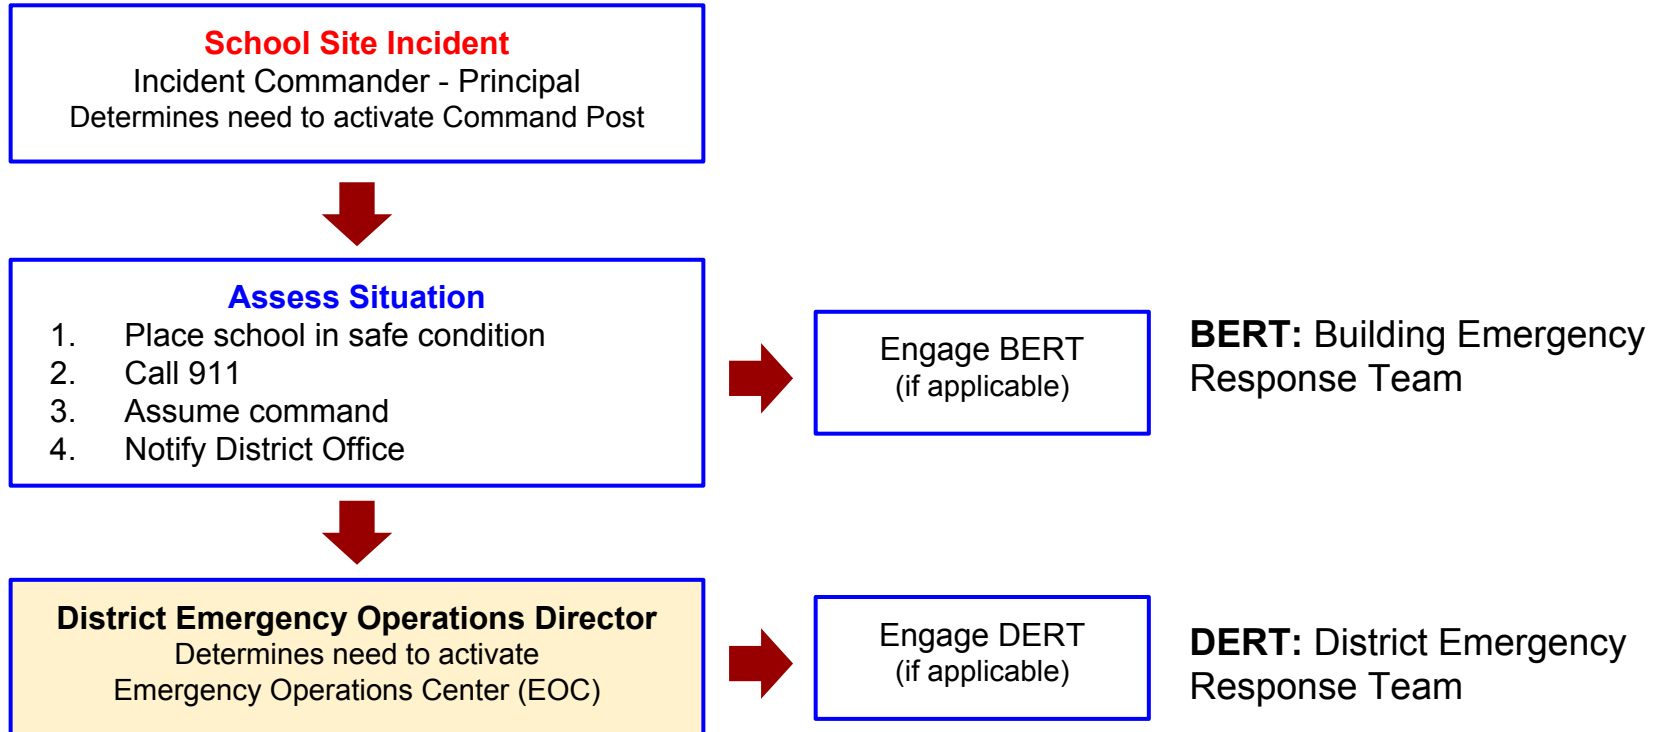 School Site Incident
Incident Commander - Principal
Determines need to activate Command Post
Assess Situation
1. Place school in safe condition
2. Call 911
3. Assume command
4. Notify District Office
Engage BERT
(if applicable)
BERT: Building Emergency
Response Team
District Emergency Operations Director
Determines need to activate
Emergency Operations Center (EOC)
Engage DERT
(if applicable)
DERT: District Emergency
Response Team